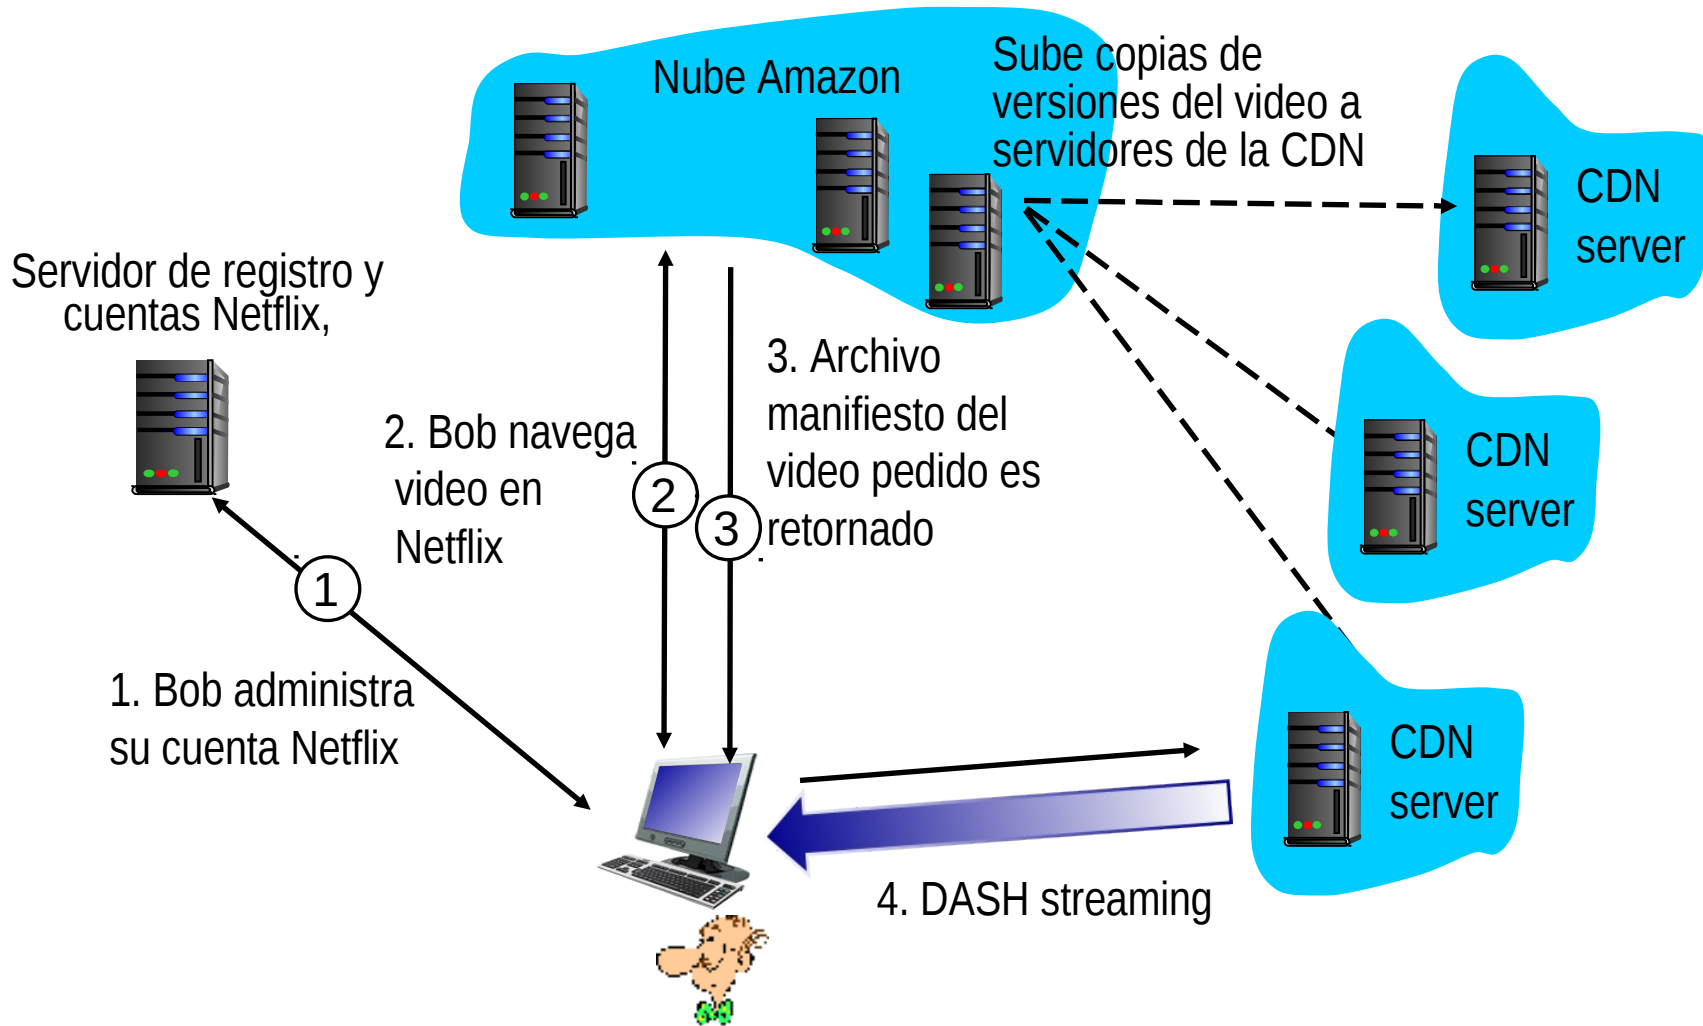 Nube Amazon
Sube copias de
versiones del video a
servidores de la CDN
CDN
server
Servidor de registro y
cuentas Netflix,
3. Archivo
manifiesto del
video pedido es
retornado
2. Bob navega
video en
Netflix
2
3
CDN
server
1
1. Bob administra
su cuenta Netflix
CDN
server
4. DASH streaming